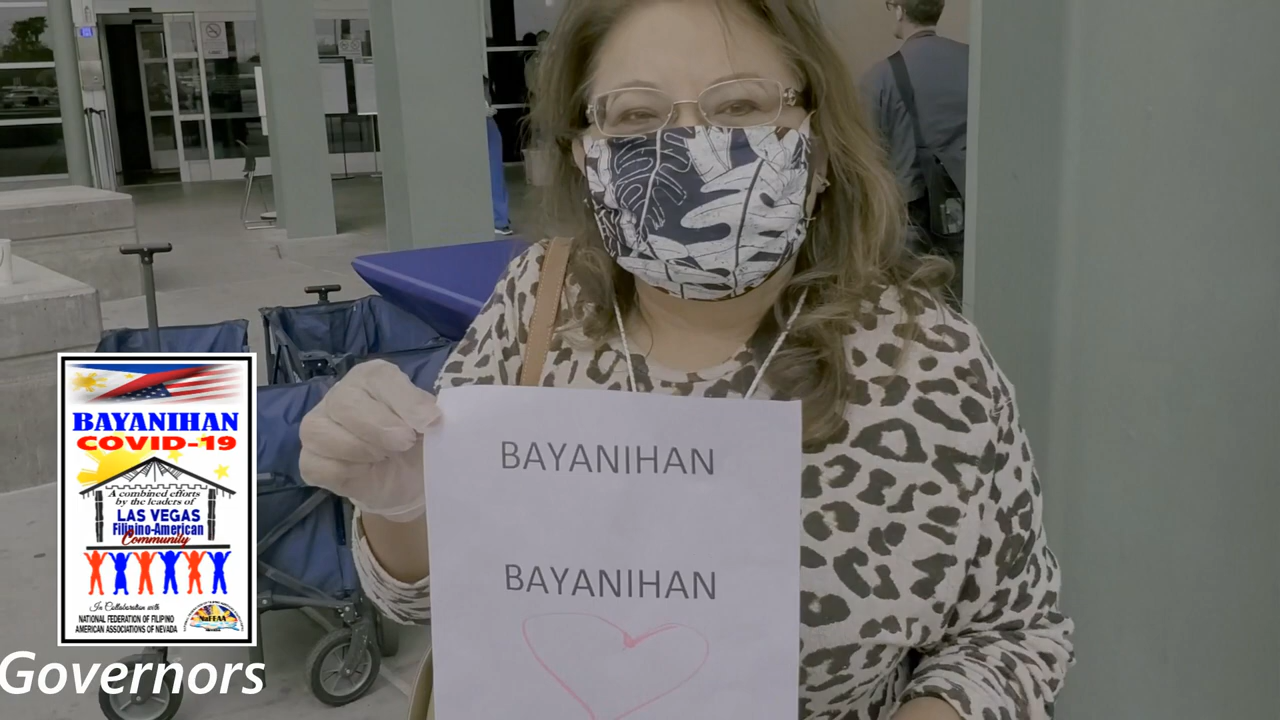 BAYANIHAN
COVID-19
A combined efforts
by the leaders of
LAS VEGAS
Filipino-American
Community
In Collaboration with
NATIONAL FEDERATION OF FILIPINO
AMERICAN ASSOCIATIONS OF NEVADA
NaFFAA
Governors
BAYANIHAN
BAYANIHAN